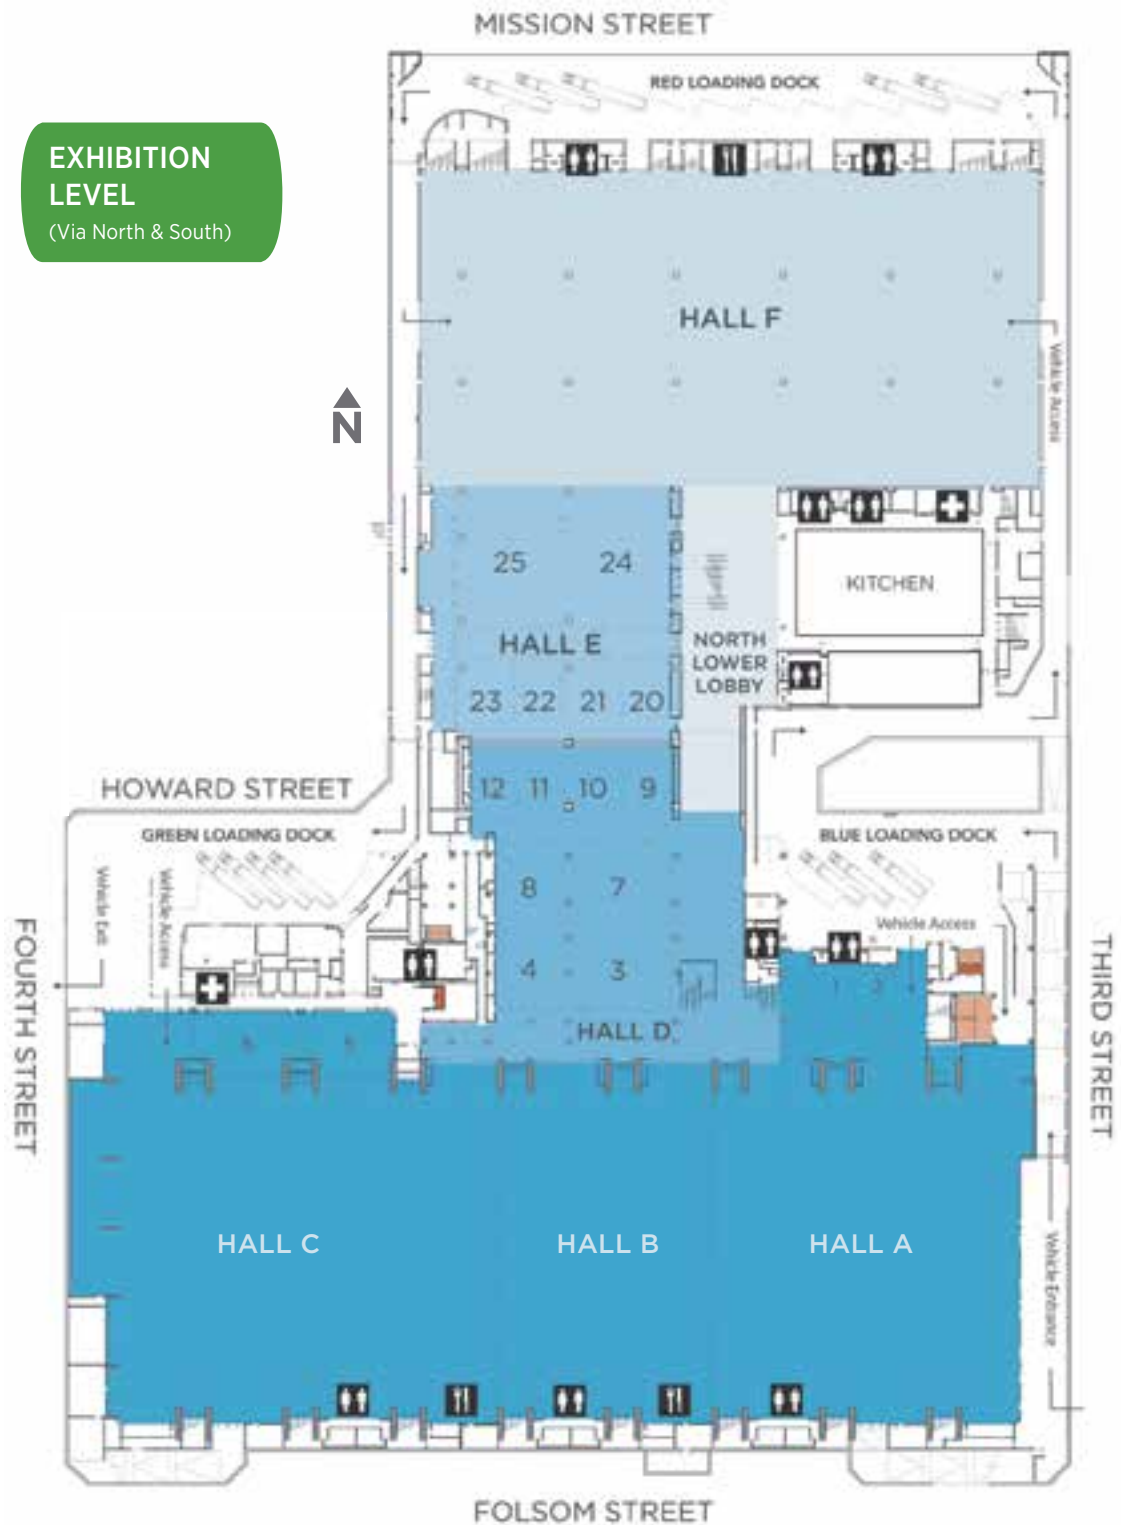 MISSION STREET
RED LOADING DOCK
EXHIBITION
LEVEL
(Via North & South)
HALL F
Vehicle Access
N
25 24
KITCHEN
HALL E
NORTH
LOWER
LOBBY
23 22 21 20
HOWARD STREET
12 11 10 9
GREEN LOADING DOCK
BLUE LOADING DOCK
Vehicle Exit
Vehicle Access
8 7
Vehicle Access
FOURTH STREET
THIRD STREET
4 3
1 2
HALL D
HALL C
HALL B
HALL A
Vehicle Entrance
FOLSOM STREET